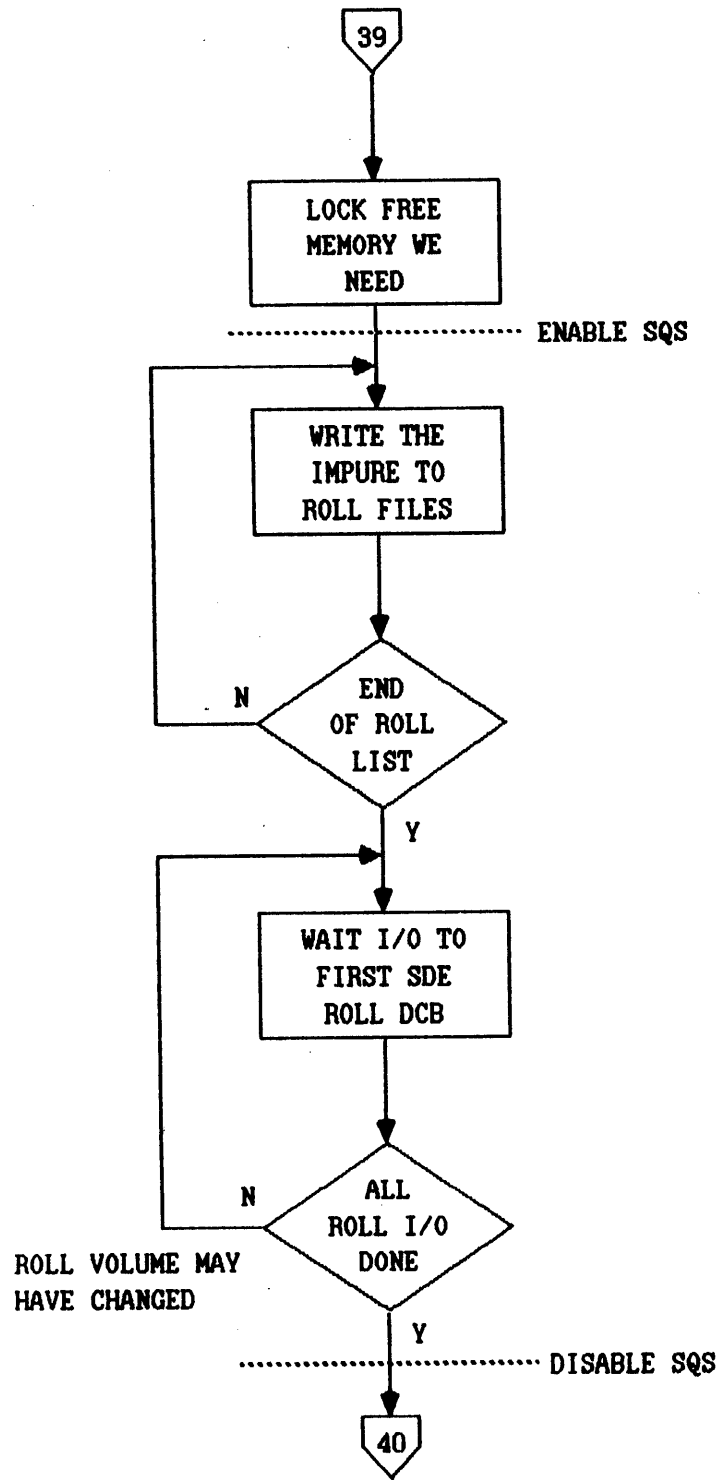 39
LOCK FREE
MEMORY WE
NEED
ENABLE SQS
WRITE THE
IMPURE TO
ROLL FILES
N
END
OF ROLL
LIST
Y
WAIT I/O TO
FIRST SDE
ROLL DCB
N
ALL
ROLL I/O
DONE
ROLL VOLUME MAY
HAVE CHANGED
Y
DISABLE SQS
40